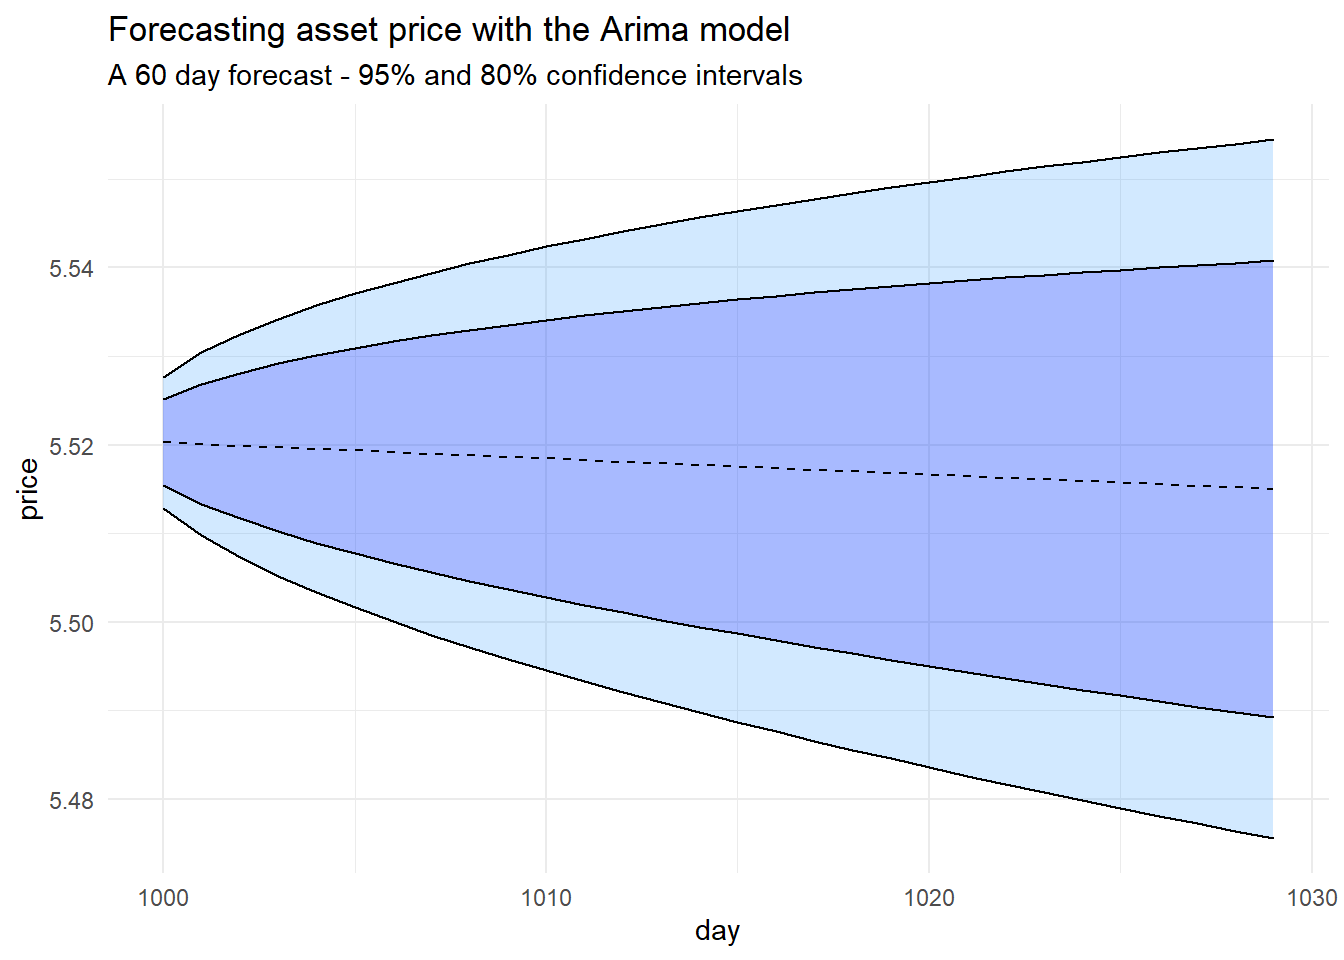 Forecasting asset price with the Arima model
A 60 day forecast - 95% and 80% confidence intervals
price
5.54
5.52
5.50
5.48
1000 1010 1020 1030
day